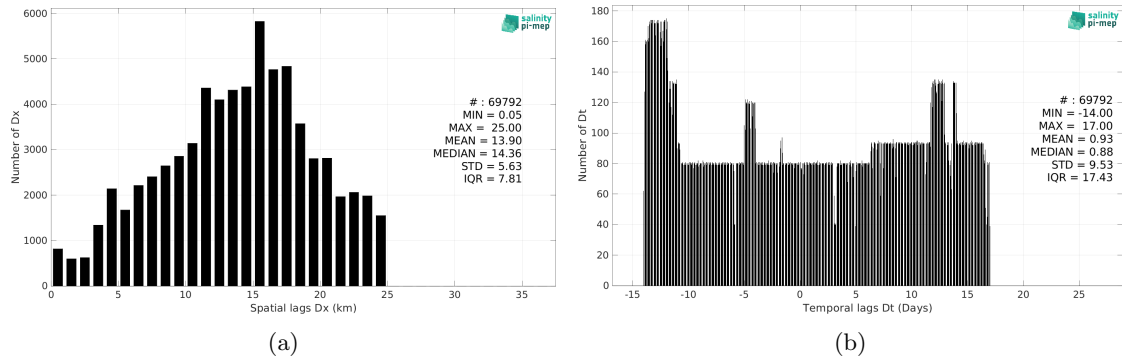 6000
5000
4000
3000
2000
1000
0
Number of Dx
salinity
pi-mep
# : 69792
MIN = 0.05
MAX = 25.00
MEAN = 13.90
MEDIAN = 14.36
STD = 5.63
IQR = 7.81
0 5 10 15 20 25 30 35
Spatial lags Dx (km)
(a)
180
160
140
120
100
80
60
40
20
0
Number of Dt
salinity
pi-mep
# : 69792
MIN = -14.00
MAX = 17.00
MEAN = 0.93
MEDIAN = 0.88
STD = 9.53
IQR = 17.43
-15 -10 -5 0 5 10 15 20 25
Temporal lags Dt (Days)
(b)